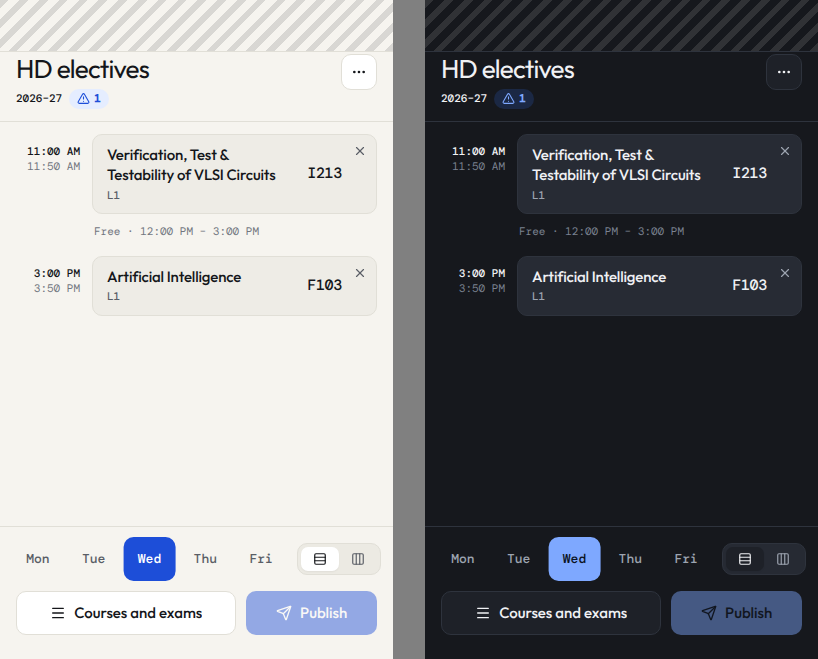 HD electives
...
2026-27 1
11:00 AM
11:50 AM
Verification, Test &
Testability of VLSI Circuits
L1
I213
Free · 12:00 PM – 3:00 PM
3:00 PM
3:50 PM
Artificial Intelligence
L1
F103
Mon Tue Wed Thu Fri
Courses and exams
Publish
HD electives
...
2026-27 1
11:00 AM
11:50 AM
Verification, Test &
Testability of VLSI Circuits
L1
I213
Free · 12:00 PM – 3:00 PM
3:00 PM
3:50 PM
Artificial Intelligence
L1
F103
Mon Tue Wed Thu Fri
Courses and exams
Publish